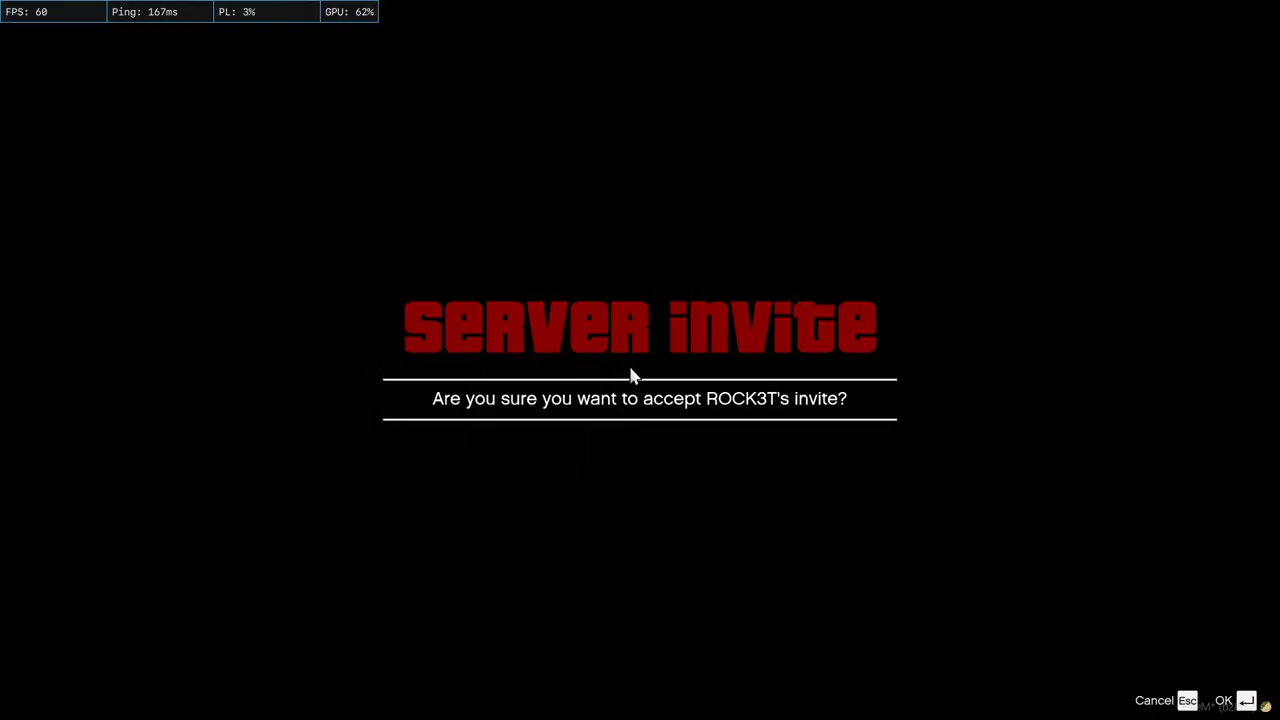 FPS: 60 Ping: 167ms PL: 3% GPU: 62%
SERVER INVITE
Are you sure you want to accept ROCK3T's invite?
Cancel Esc OK